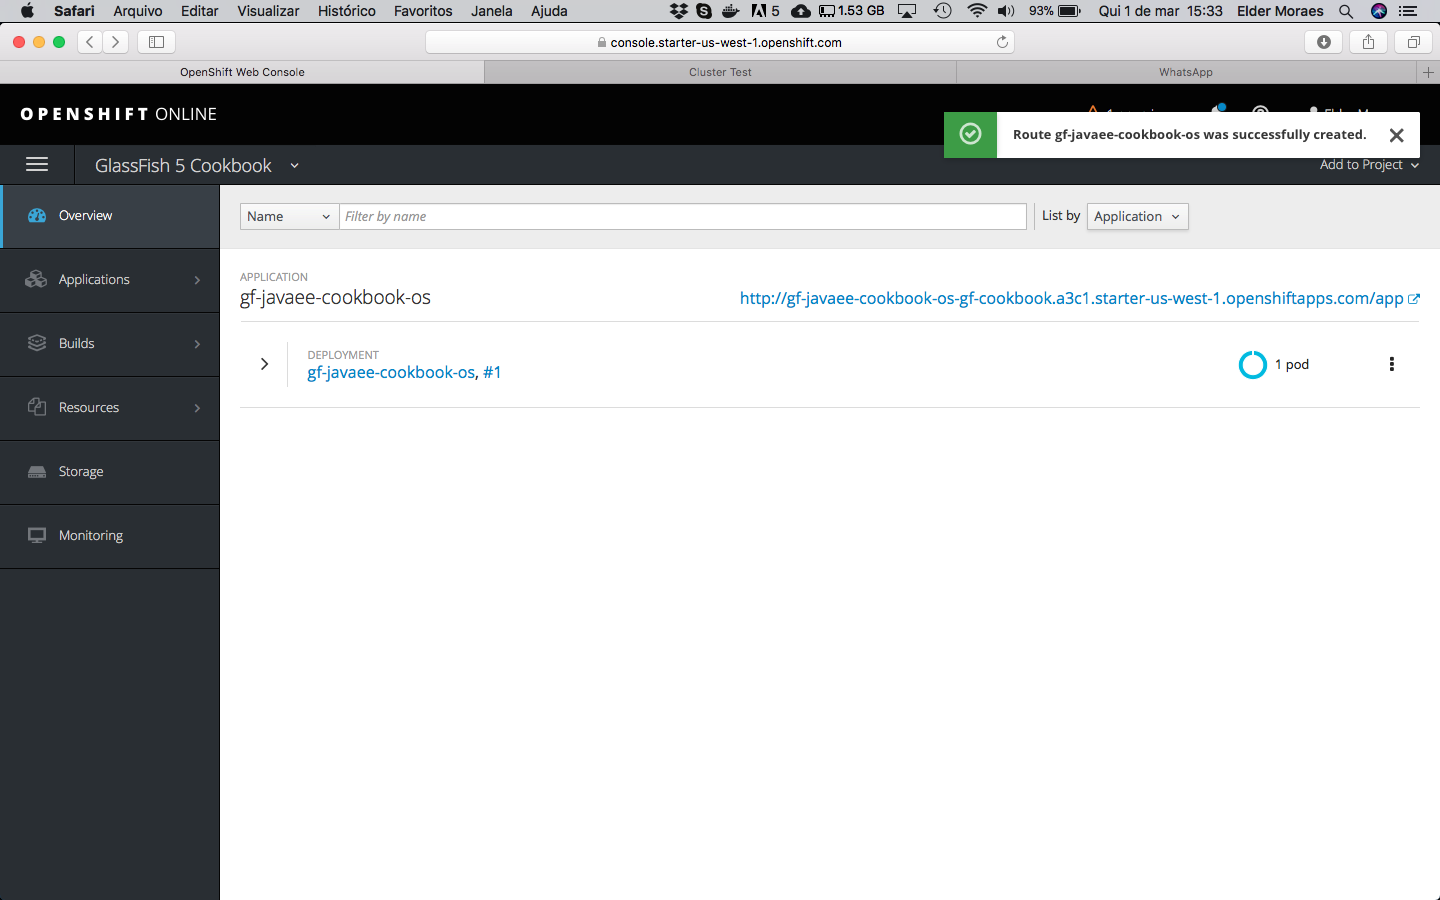 Safari Arquivo Editar Visualizar Histórico Favoritos Janela Ajuda 5 1.53 GB 93% Qui 1 de mar 15:33 Elder Moraes
console.starter-us-west-1.openshift.com
OpenShift Web Console Cluster Test WhatsApp
OPENSHIFT ONLINE
Route gf-javaee-cookbook-os was successfully created.
GlassFish 5 Cookbook Add to Project
Overview
Name Filter by name List by Application
Applications
APPLICATION
gf-javaee-cookbook-os http://gf-javaee-cookbook-os-gf-cookbook.a3c1.starter-us-west-1.openshiftapps.com/app
Builds
DEPLOYMENT
gf-javaee-cookbook-os, #1 1 pod
Resources
Storage
Monitoring